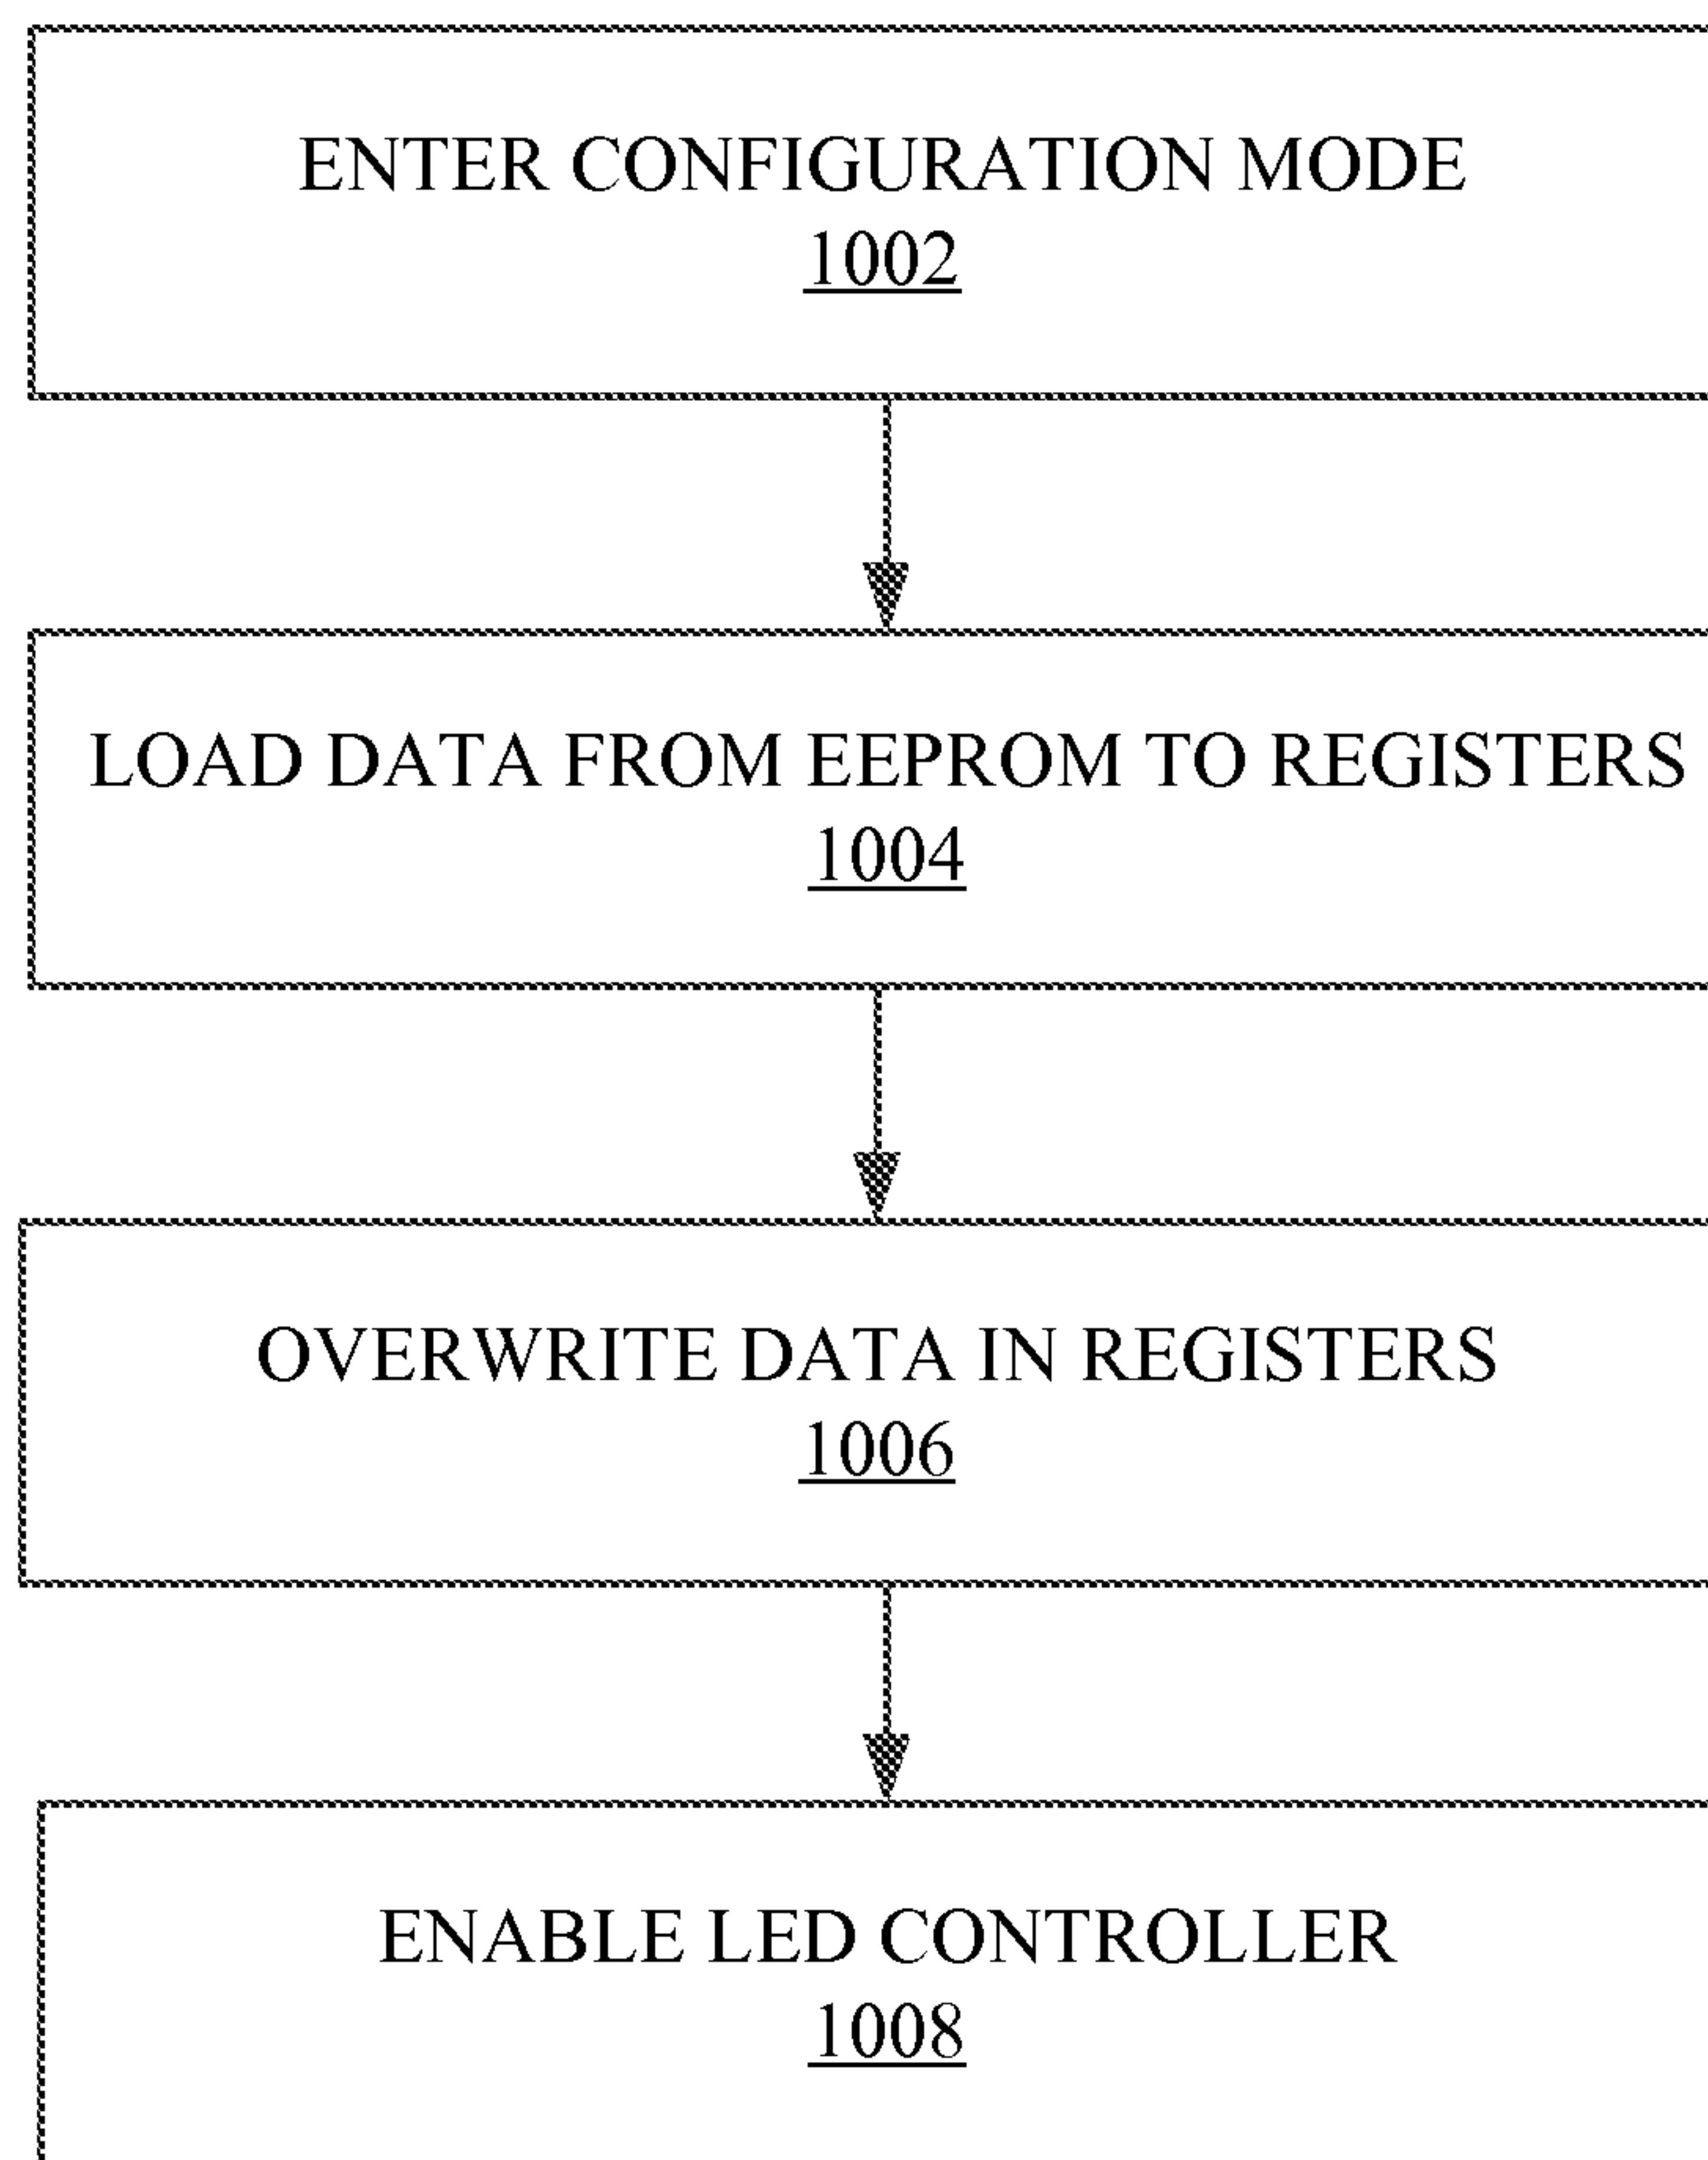 ENTER CONFIGURATION MODE
1002
LOAD DATA FROM EEPROM TO REGISTERS
1004
OVERWRITE DATA IN REGISTERS
1006
ENABLE LED CONTROLLER
1008